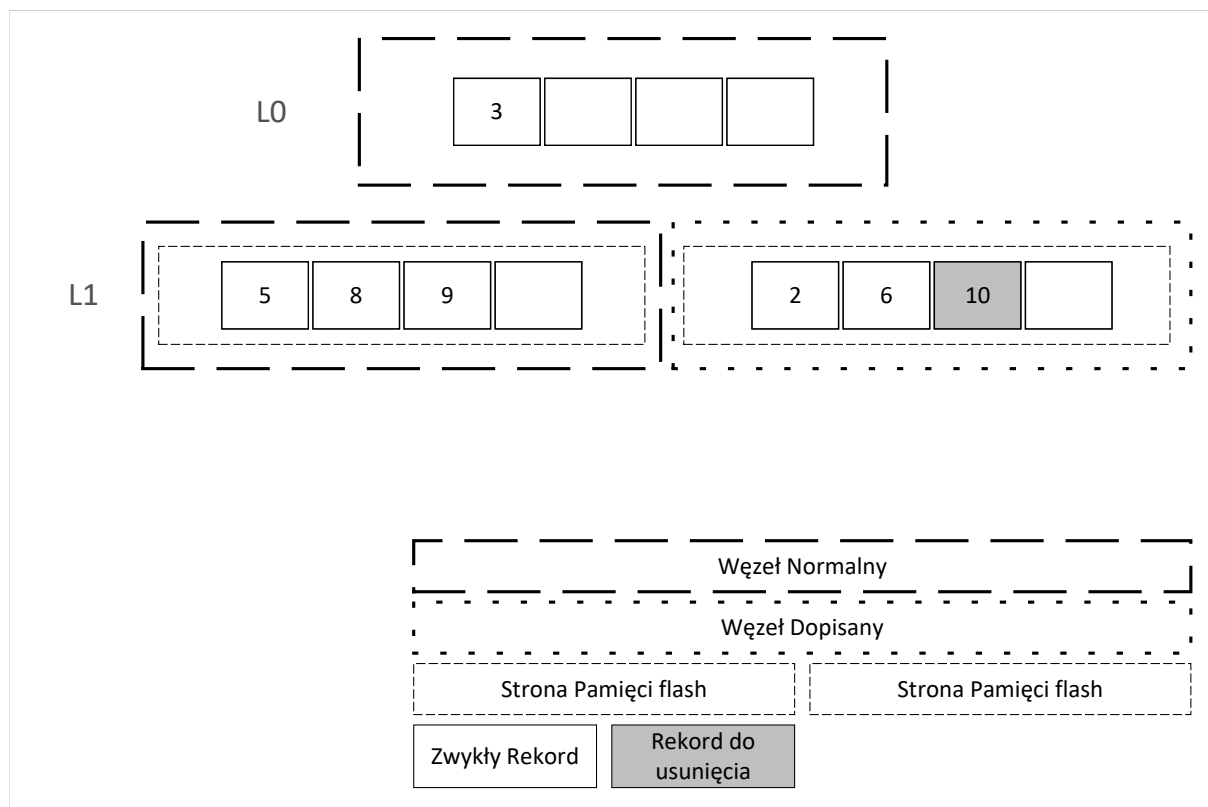 L0
3
L1
5 8 9
2 6 10
Węzeł Normalny
Węzeł Dopisany
Strona Pamięci flash
Strona Pamięci flash
Zwykły Rekord
Rekord do
usunięcia